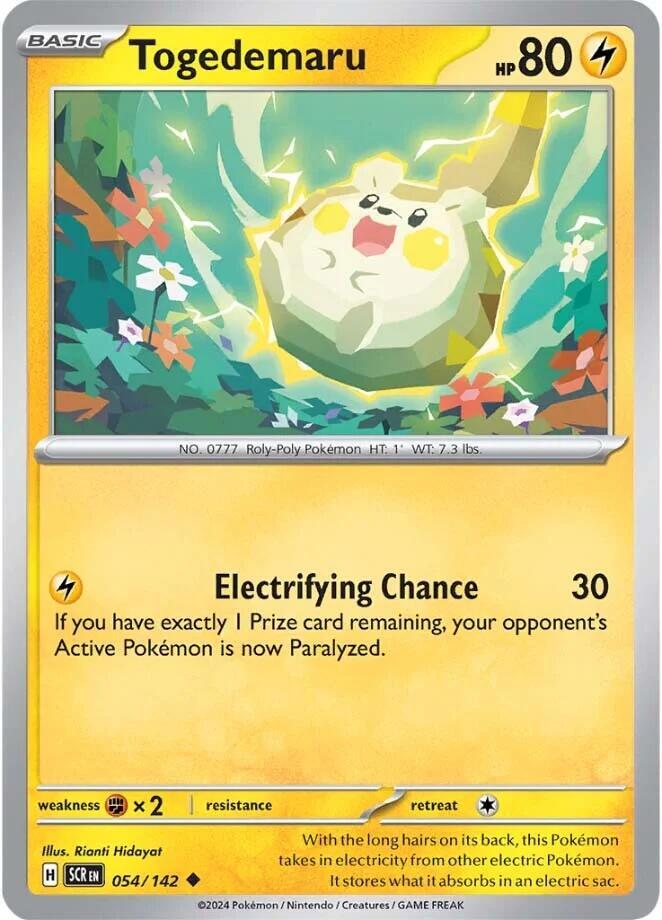 BASIC
Togedemaru
HP 80
NO. 0777 Roly-Poly Pokémon HT: 1' WT: 7.3 lbs.
Electrifying Chance 30
If you have exactly 1 Prize card remaining, your opponent's
Active Pokémon is now Paralyzed.
weakness ×2 resistance retreat
Illus. Rianti Hidayat
With the long hairs on its back, this Pokémon
takes in electricity from other electric Pokémon.
It stores what it absorbs in an electric sac.
H SCR EN 054/142
©2024 Pokémon / Nintendo / Creatures / GAME FREAK